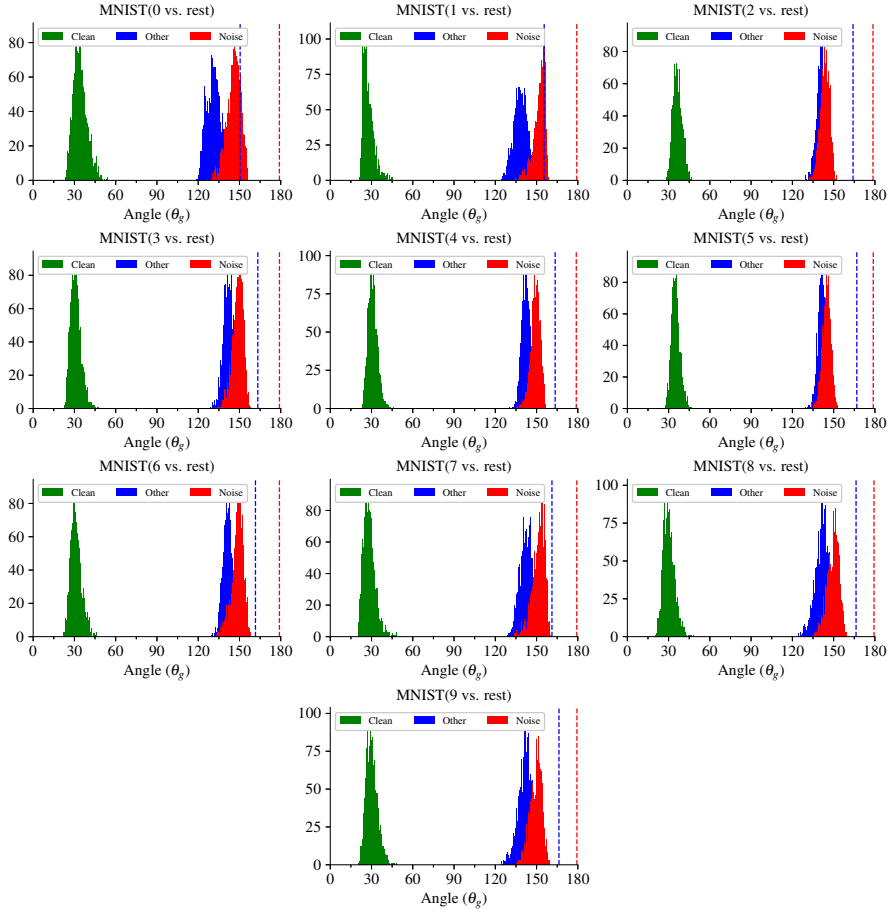 MNIST(0 vs. rest)
80
60
40
20
0
Clean Other Noise
0 30 60 90 120 150 180
Angle (θg)
MNIST(1 vs. rest)
100
75
50
25
0
Clean Other Noise
0 30 60 90 120 150 180
Angle (θg)
MNIST(2 vs. rest)
80
60
40
20
0
Clean Other Noise
0 30 60 90 120 150 180
Angle (θg)
MNIST(3 vs. rest)
80
60
40
20
0
Clean Other Noise
0 30 60 90 120 150 180
Angle (θg)
MNIST(4 vs. rest)
100
75
50
25
0
Clean Other Noise
0 30 60 90 120 150 180
Angle (θg)
MNIST(5 vs. rest)
80
60
40
20
0
Clean Other Noise
0 30 60 90 120 150 180
Angle (θg)
MNIST(6 vs. rest)
80
60
40
20
0
Clean Other Noise
0 30 60 90 120 150 180
Angle (θg)
MNIST(7 vs. rest)
100
80
60
40
20
0
Clean Other Noise
0 30 60 90 120 150 180
Angle (θg)
MNIST(8 vs. rest)
100
75
50
25
0
Clean Other Noise
0 30 60 90 120 150 180
Angle (θg)
MNIST(9 vs. rest)
100
75
50
25
0
Clean Other Noise
0 30 60 90 120 150 180
Angle (θg)